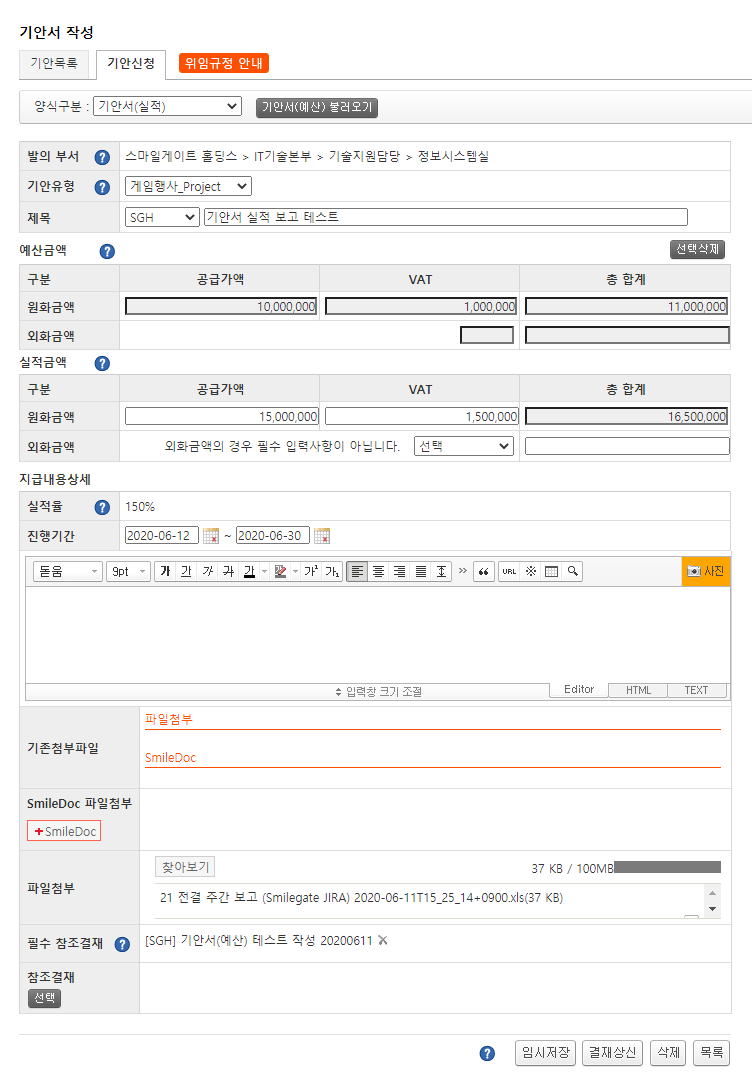 기안서 작성
기안목록 기안신청 위임규정 안내
양식구분 : 기안서(실적) 기안서(예산) 불러오기
발의 부서 ? 스마일게이트 홀딩스 > IT기술본부 > 기술지원담당 > 정보시스템실
기안유형 ? 게임행사_Project
제목 SGH 기안서 실적 보고 테스트
예산금액 ? 선택삭제
구분 공급가액 VAT 총 합계
원화금액 10,000,000 1,000,000 11,000,000
외화금액
실적금액 ?
구분 공급가액 VAT 총 합계
원화금액 15,000,000 1,500,000 16,500,000
외화금액 외화금액의 경우 필수 입력사항이 아닙니다. 선택
지급내용상세
실적율 ? 150%
진행기간 2020-06-12 ~ 2020-06-30
돋움 9pt 가 가 가 가 가 가¹ 가₁ » “ URL ※ 사진
입력창 크기 조절 Editor HTML TEXT
기존첨부파일 파일첨부
SmileDoc
SmileDoc 파일첨부
+SmileDoc
파일첨부 찾아보기 37 KB / 100MB
21 전결 주간 보고 (Smilegate JIRA) 2020-06-11T15_25_14+0900.xls(37 KB)
필수 참조결재 ? [SGH] 기안서(예산) 테스트 작성 20200611
참조결재
선택
? 임시저장 결재상신 삭제 목록